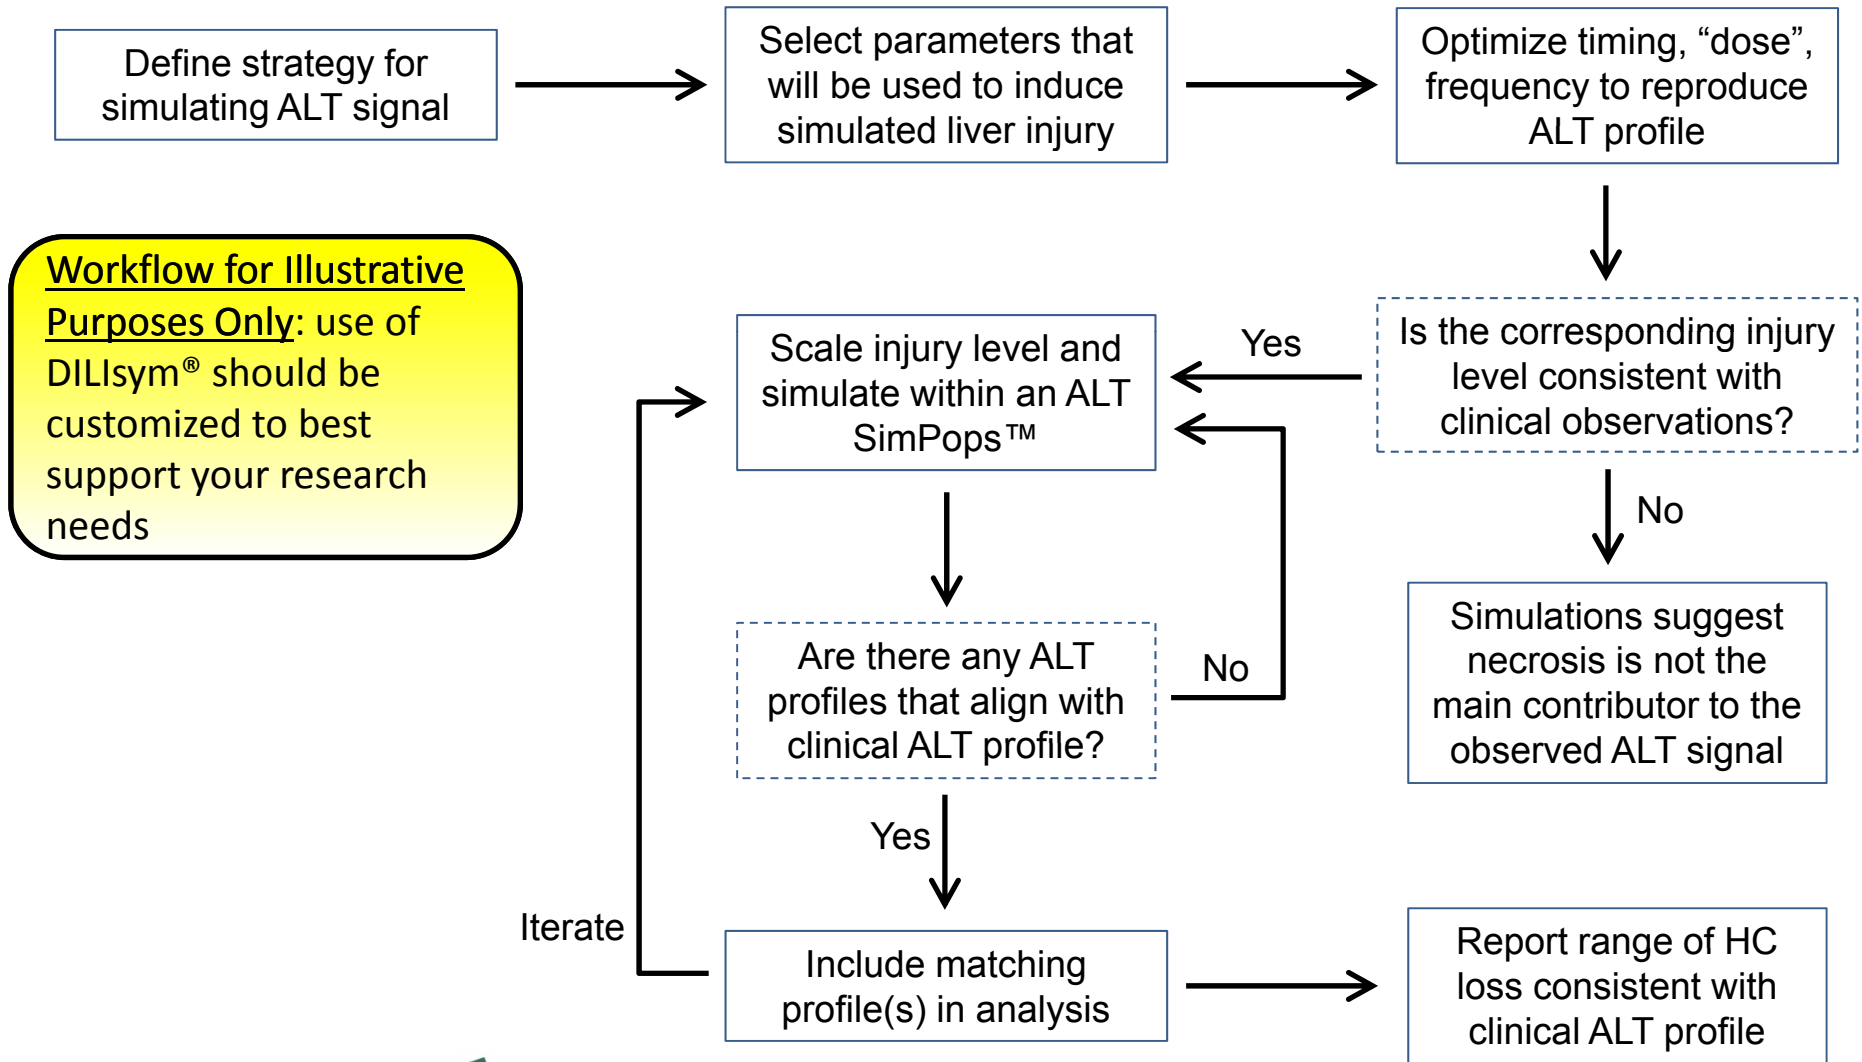 Define strategy for
simulating ALT signal
Select parameters that
will be used to induce
simulated liver injury
Optimize timing, “dose”,
frequency to reproduce
ALT profile
Workflow for Illustrative
Purposes Only: use of
DILIsym® should be
customized to best
support your research
needs
Scale injury level and
simulate within an ALT
SimPops™
Yes
Is the corresponding injury
level consistent with
clinical observations?
No
Simulations suggest
necrosis is not the
main contributor to the
observed ALT signal
Are there any ALT
profiles that align with
clinical ALT profile?
No
Yes
Iterate
Include matching
profile(s) in analysis
Report range of HC
loss consistent with
clinical ALT profile